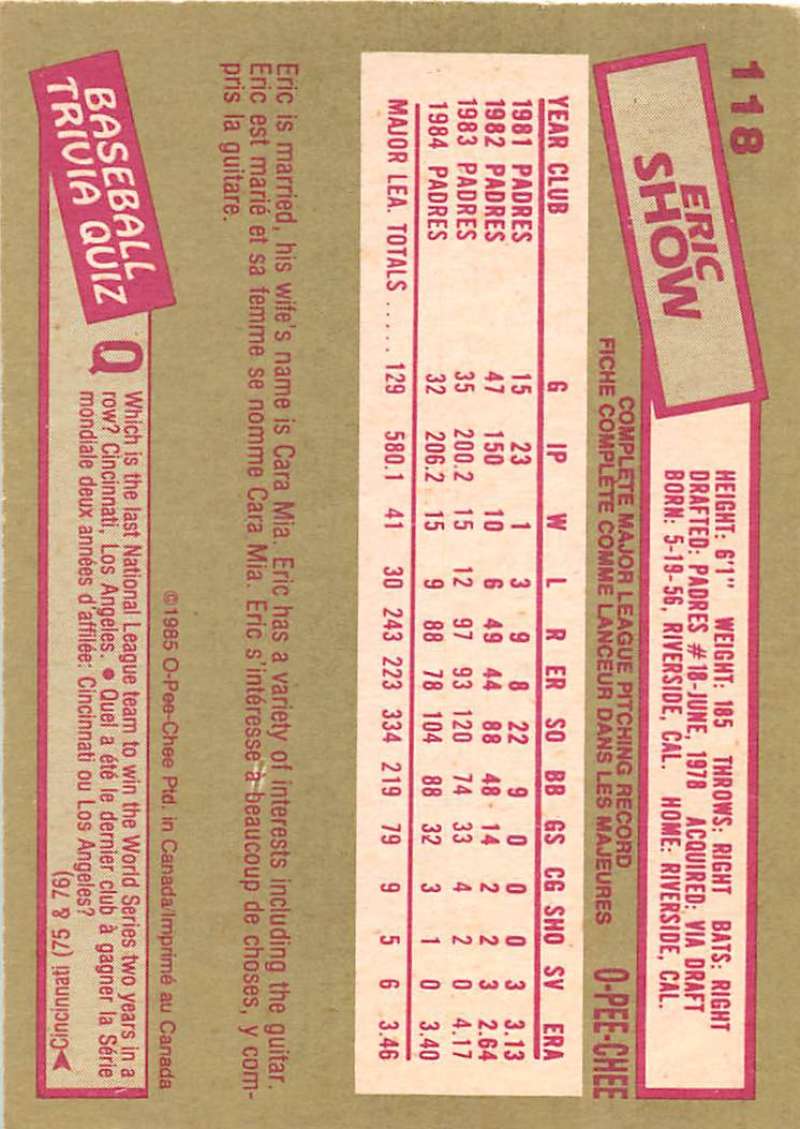 118
ERIC
SHOW
HEIGHT: 6'1" WEIGHT: 185 THROWS: RIGHT BATS: RIGHT
DRAFTED: PADRES #18-JUNE, 1978 ACQUIRED: VIA DRAFT
BORN: 5-19-56, RIVERSIDE, CAL. HOME: RIVERSIDE, CAL.
COMPLETE MAJOR LEAGUE PITCHING RECORD
FICHE COMPLÈTE COMME LANCEUR DANS LES MAJEURES
O-PEE-CHEE
YEAR CLUB G IP W L R ER SO BB GS CG SHO SV ERA
1981 PADRES 15 23 1 3 9 8 22 9 0 0 0 3 3.13
1982 PADRES 47 150 10 6 49 44 88 48 14 2 2 3 2.64
1983 PADRES 35 200.2 15 12 97 93 120 74 33 4 2 0 4.17
1984 PADRES 32 206.2 15 9 88 78 104 88 32 3 1 0 3.40
MAJOR LEA. TOTALS ..... 129 580.1 41 30 243 223 334 219 79 9 5 6 3.46
Eric is married, his wife's name is Cara Mia. Eric has a variety of interests including the guitar.
Eric est marié et sa femme se nomme Cara Mia. Eric s'intéresse à beaucoup de choses, y com-
pris la guitare.
©1985 O-Pee-Chee Ptd. in Canada/Imprimé au Canada
BASEBALL
TRIVIA QUIZ
Q Which is the last National League team to win the World Series two years in a
row? Cincinnati, Los Angeles. ● Quel a été le dernier club à gagner la Série
mondiale deux années d'affilée: Cincinnati ou Los Angeles?
Cincinnati (75 & 76)